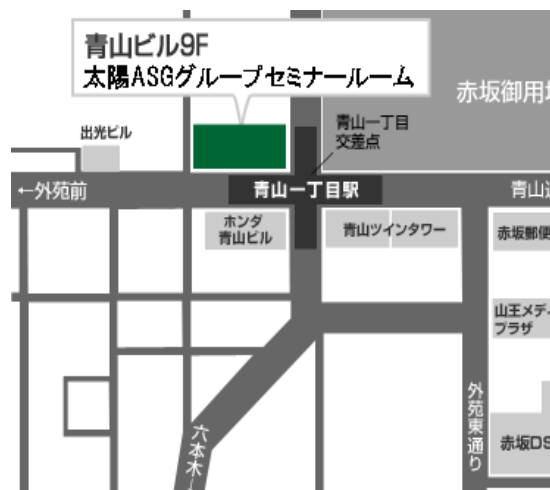 青山ビル9F
太陽ASGグループセミナールーム
赤坂御用地
出光ビル
青山一丁目
交差点
←外苑前
青山一丁目駅
青山通
ホンダ
青山ビル
青山ツインタワー
赤坂郵便
山王メディ
プラザ
外苑東通り
六本木
赤坂DS